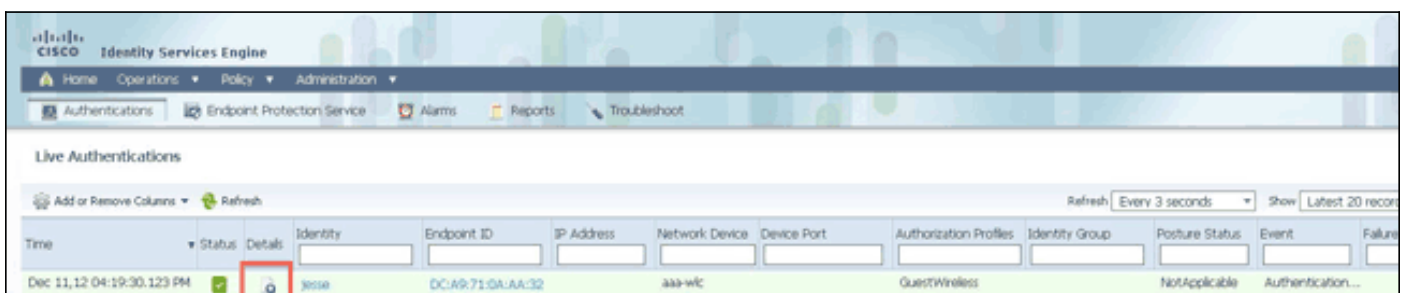 CISCO Identity Services Engine
Home Operations Policy Administration
Authentications Endpoint Protection Service Alarms Reports Troubleshoot
Live Authentications
Add or Remove Columns Refresh Refresh Every 3 seconds Show Latest 20 record
Time Status Details Identity Endpoint ID IP Address Network Device Device Port Authorization Profiles Identity Group Posture Status Event Failure
Dec 11,12 04:19:30.123 PM jesse DC:A9:71:0A:AA:32 aaa-wlc GuestWireless NotApplicable Authentication...